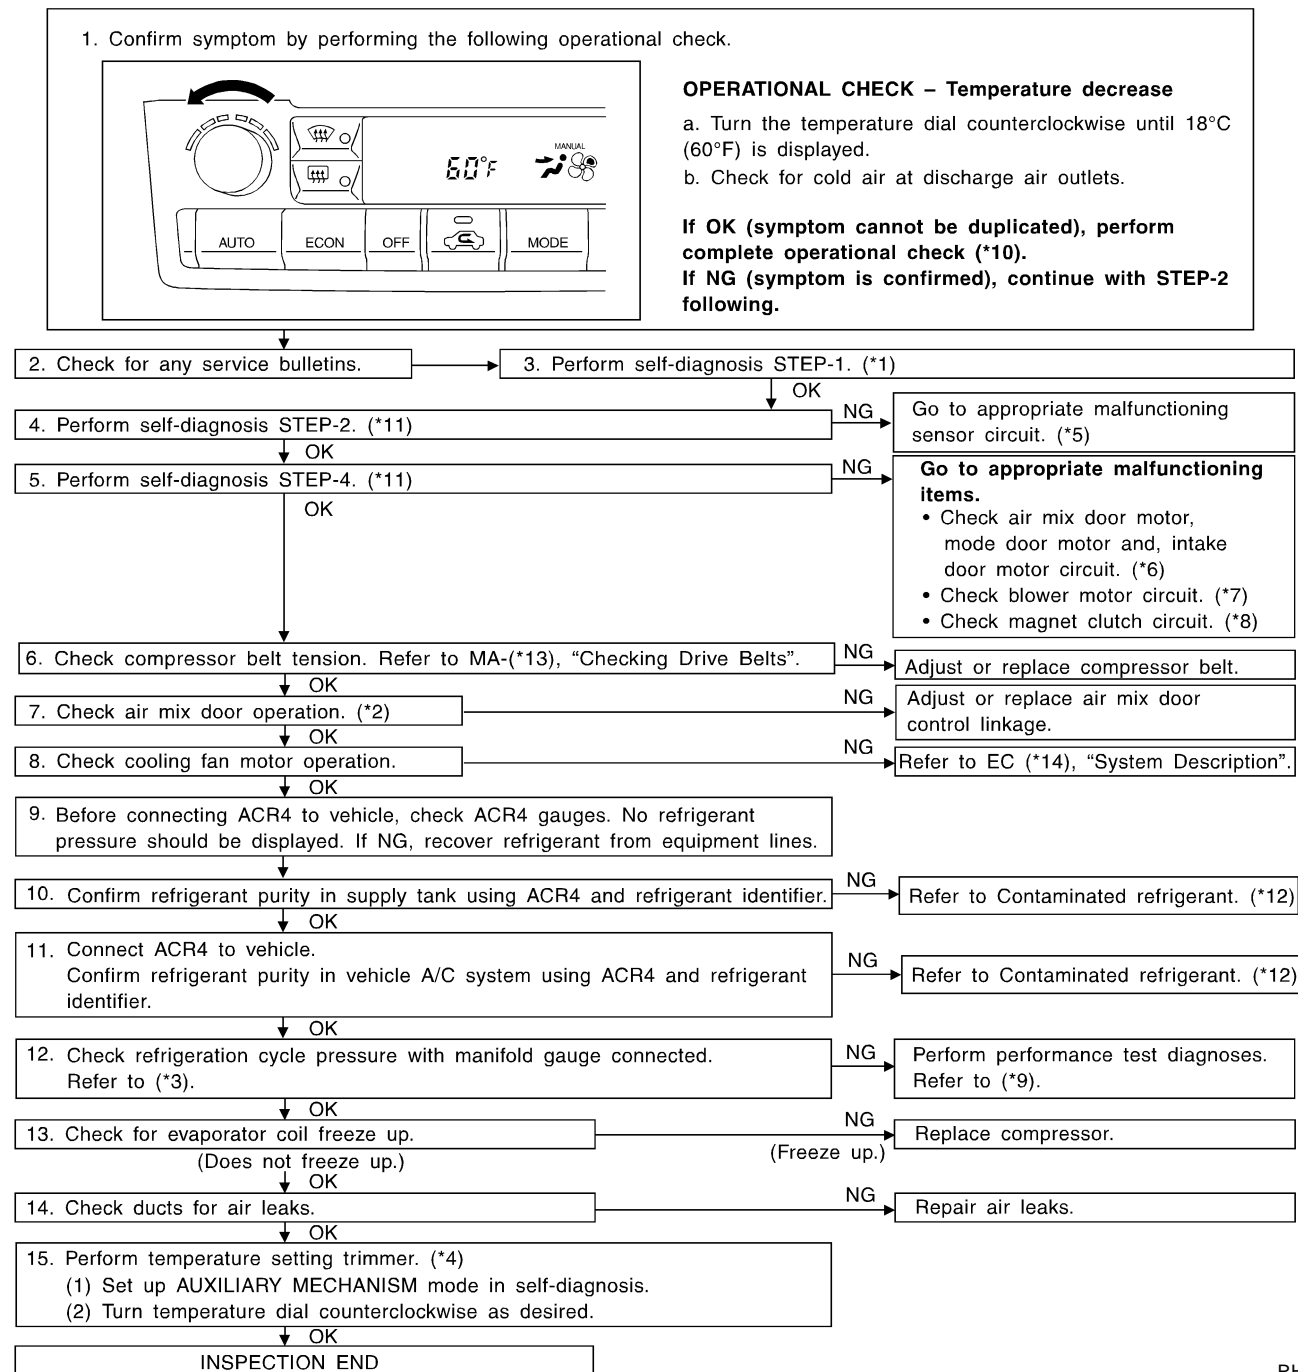 1. Confirm symptom by performing the following operational check.
MANUAL
60°F
AUTO
ECON
OFF
MODE
OPERATIONAL CHECK – Temperature decrease
a. Turn the temperature dial counterclockwise until 18°C
(60°F) is displayed.
b. Check for cold air at discharge air outlets.
If OK (symptom cannot be duplicated), perform
complete operational check (*10).
If NG (symptom is confirmed), continue with STEP-2
following.
2. Check for any service bulletins.
3. Perform self-diagnosis STEP-1. (*1)
OK
4. Perform self-diagnosis STEP-2. (*11)
NG
Go to appropriate malfunctioning
sensor circuit. (*5)
OK
5. Perform self-diagnosis STEP-4. (*11)
NG
Go to appropriate malfunctioning
items.
• Check air mix door motor,
mode door motor and, intake
door motor circuit. (*6)
• Check blower motor circuit. (*7)
• Check magnet clutch circuit. (*8)
OK
6. Check compressor belt tension. Refer to MA-(*13), “Checking Drive Belts”.
NG
Adjust or replace compressor belt.
OK
7. Check air mix door operation. (*2)
NG
Adjust or replace air mix door
control linkage.
OK
8. Check cooling fan motor operation.
NG
Refer to EC (*14), “System Description”.
OK
9. Before connecting ACR4 to vehicle, check ACR4 gauges. No refrigerant
pressure should be displayed. If NG, recover refrigerant from equipment lines.
10. Confirm refrigerant purity in supply tank using ACR4 and refrigerant identifier.
NG
Refer to Contaminated refrigerant. (*12)
OK
11. Connect ACR4 to vehicle.
Confirm refrigerant purity in vehicle A/C system using ACR4 and refrigerant
identifier.
NG
Refer to Contaminated refrigerant. (*12)
OK
12. Check refrigeration cycle pressure with manifold gauge connected.
Refer to (*3).
NG
Perform performance test diagnoses.
Refer to (*9).
OK
13. Check for evaporator coil freeze up.
NG
(Freeze up.)
Replace compressor.
(Does not freeze up.)
OK
14. Check ducts for air leaks.
NG
Repair air leaks.
OK
15. Perform temperature setting trimmer. (*4)
(1) Set up AUXILIARY MECHANISM mode in self-diagnosis.
(2) Turn temperature dial counterclockwise as desired.
OK
INSPECTION END